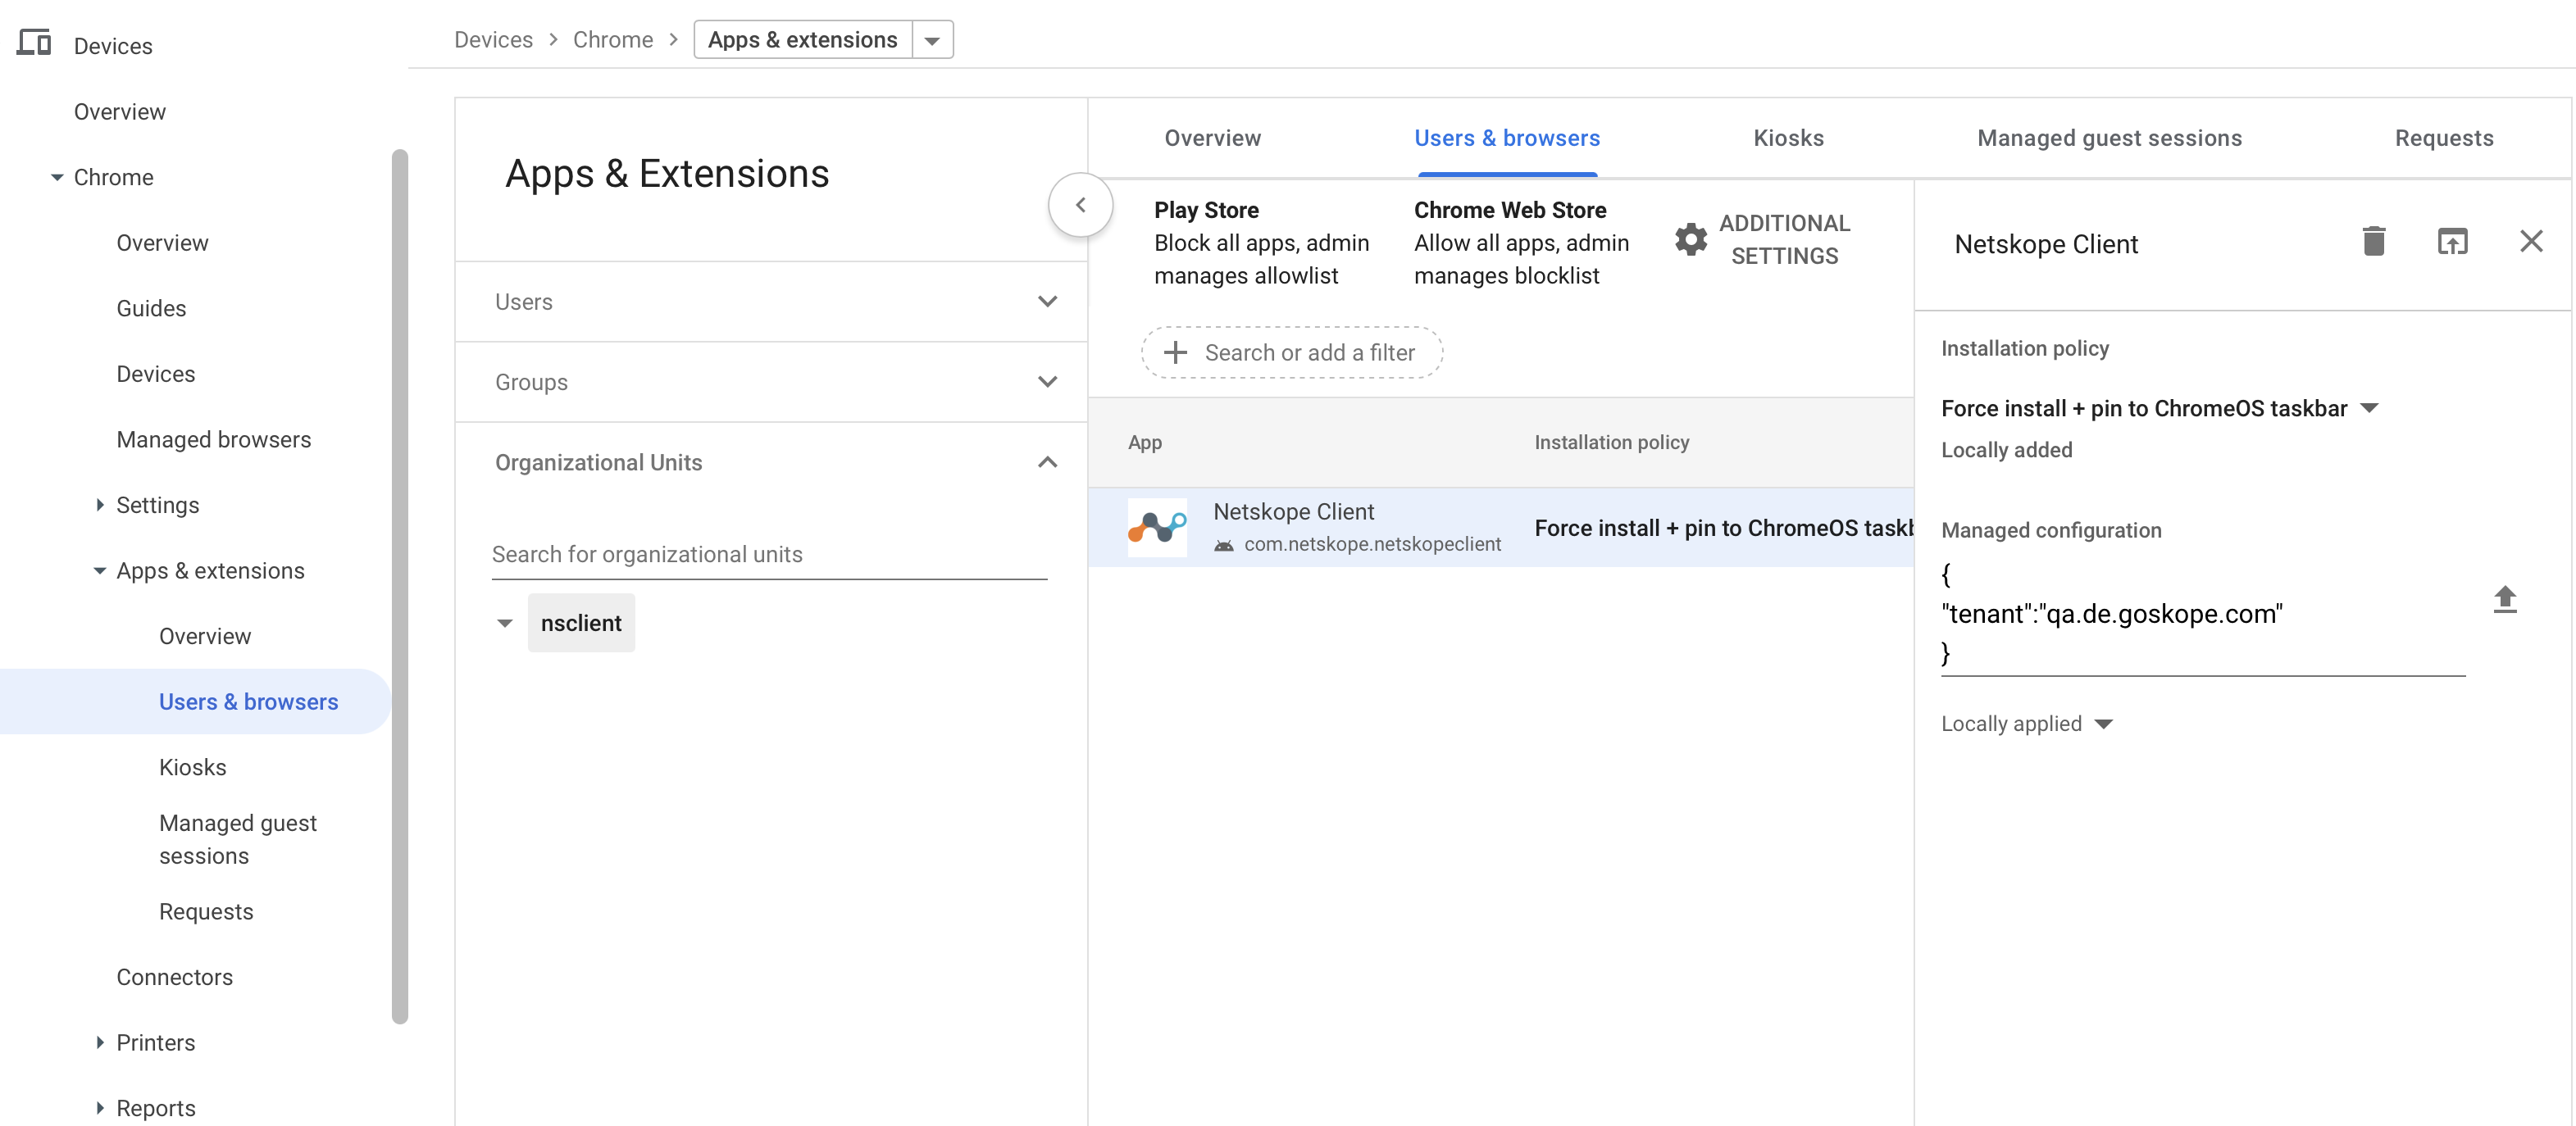 Devices
Overview
Chrome
Overview
Guides
Devices
Managed browsers
Settings
Apps & extensions
Overview
Users & browsers
Kiosks
Managed guest
sessions
Requests
Connectors
Printers
Reports
Devices > Chrome > Apps & extensions
Apps & Extensions
Users
Groups
Organizational Units
Search for organizational units
nsclient
Overview Users & browsers Kiosks Managed guest sessions Requests
Play Store
Block all apps, admin
manages allowlist
Chrome Web Store
Allow all apps, admin
manages blocklist
ADDITIONAL
SETTINGS
+ Search or add a filter
App Installation policy
Netskope Client
com.netskope.netskopeclient
Force install + pin to ChromeOS taskb
Netskope Client
Installation policy
Force install + pin to ChromeOS taskbar
Locally added
Managed configuration
{
"tenant":"qa.de.goskope.com"
}
Locally applied